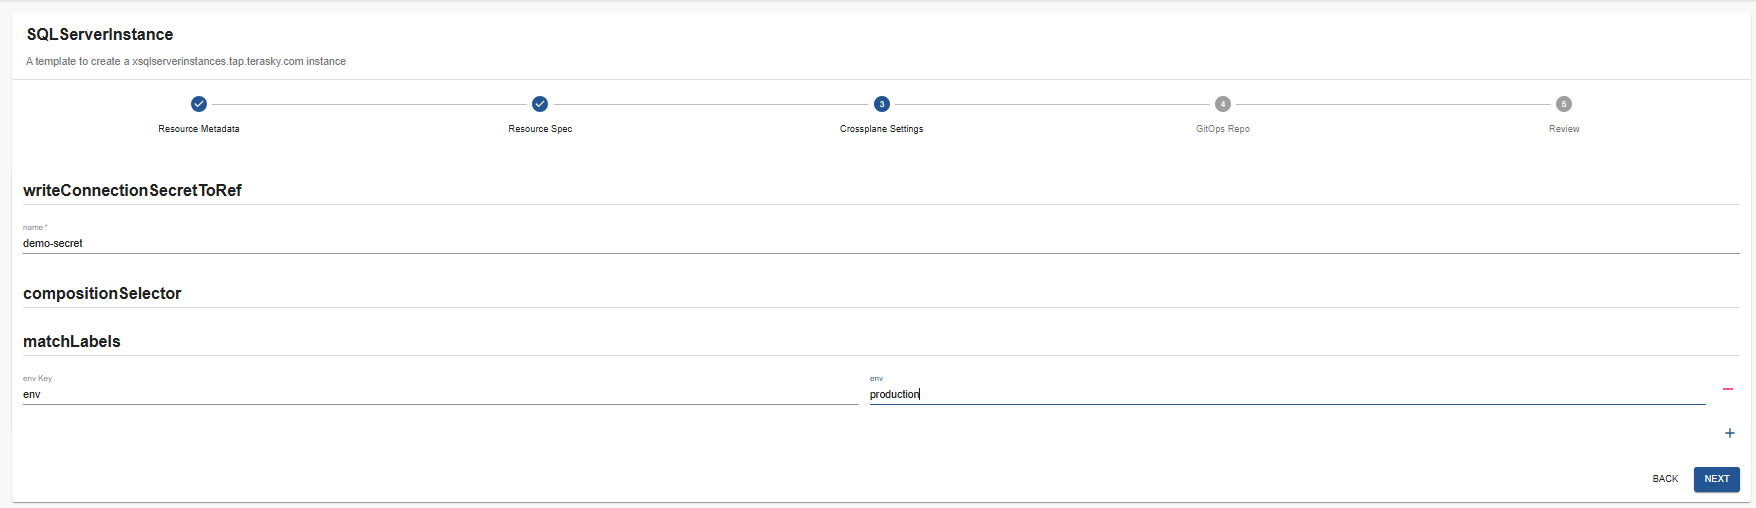 SQLServerInstance
A template to create a xsqlserverinstances.tap.terasky.com instance
3 4 5
Resource Metadata Resource Spec Crossplane Settings GitOps Repo Review
writeConnectionSecretToRef
name *
demo-secret
compositionSelector
matchLabels
env Key env
env production
BACK NEXT